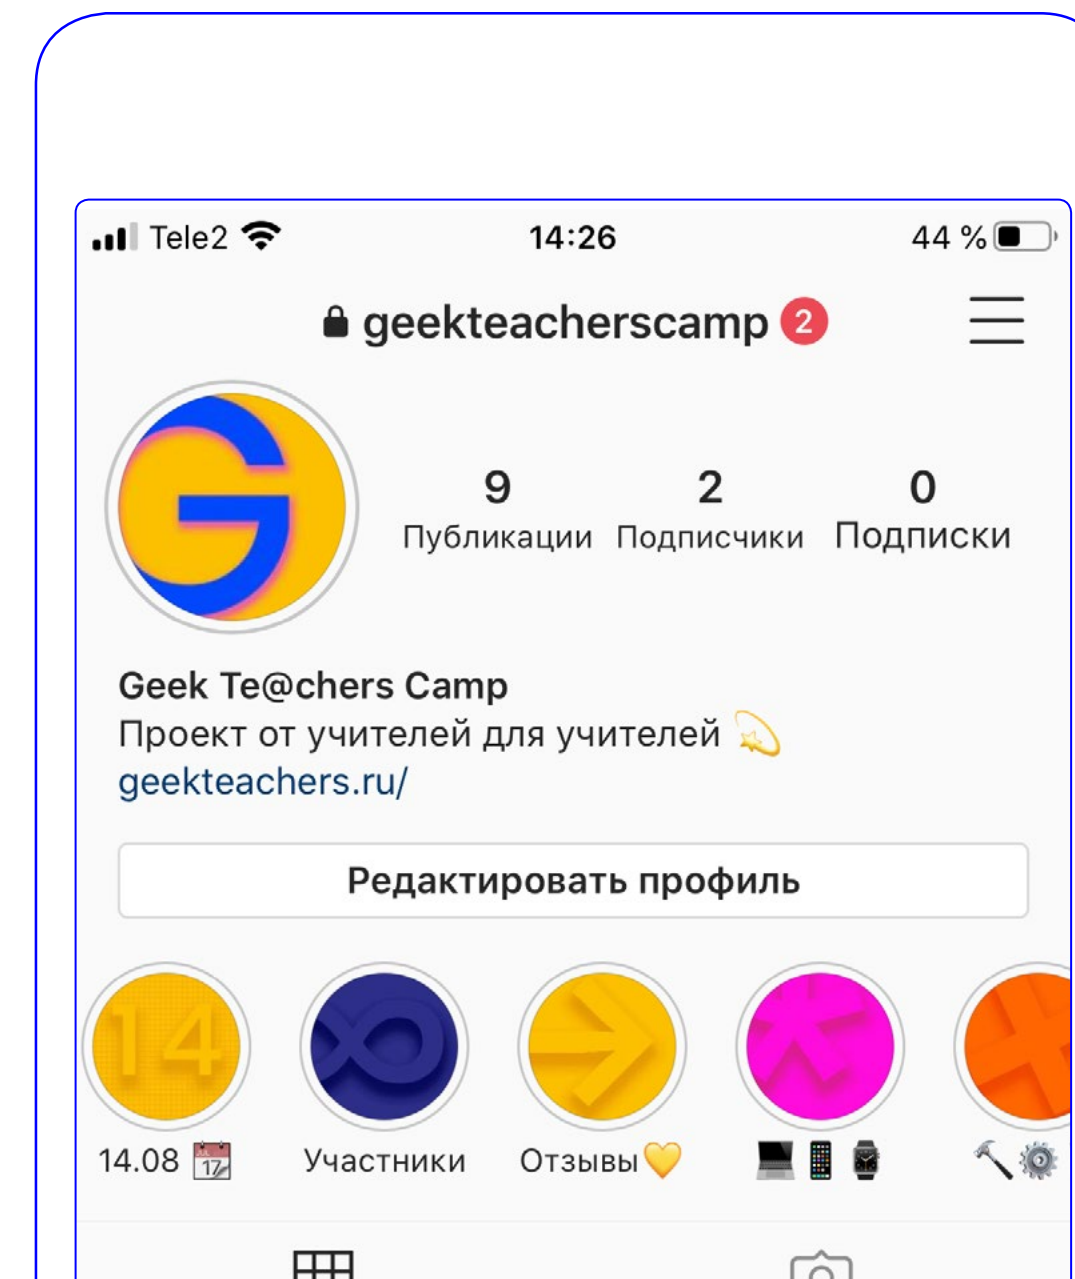 Tele2 14:26 44 %
geekteacherscamp 2
G
9 2 0
Публикации Подписчики Подписки
Geek Te@chers Camp
Проект от учителей для учителей 💫
geekteachers.ru/
Редактировать профиль
14
14.08 📅 Участники Отзывы💛 💻📱⌚ 🔨⚙️